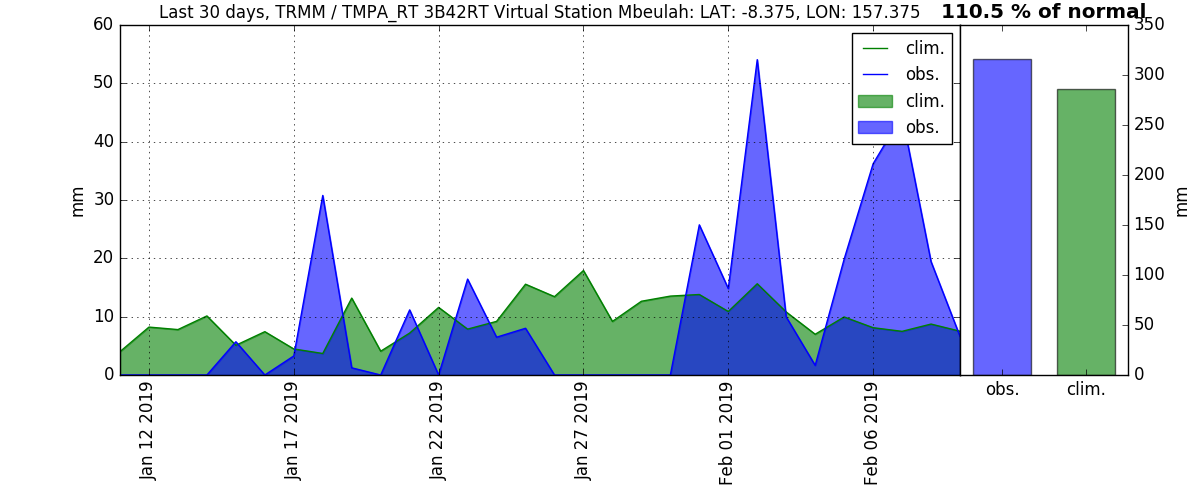 Last 30 days, TRMM / TMPA_RT 3B42RT Virtual Station Mbeulah: LAT: -8.375, LON: 157.375
110.5 % of normal
clim.
obs.
clim.
obs.
60
50
40
30
20
10
0
mm
350
300
250
200
150
100
50
0
mm
Jan 12 2019
Jan 17 2019
Jan 22 2019
Jan 27 2019
Feb 01 2019
Feb 06 2019
obs.
clim.